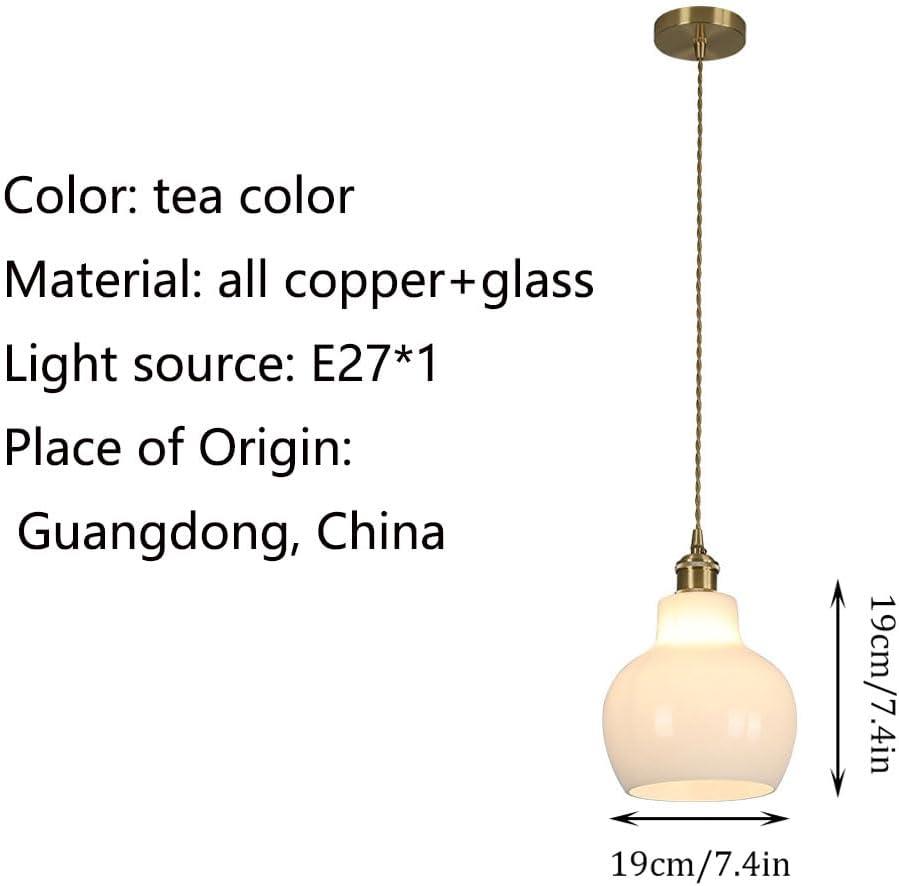 Color: tea color
Material: all copper+glass
Light source: E27*1
Place of Origin:
Guangdong, China
19cm/7.4in
19cm/7.4in